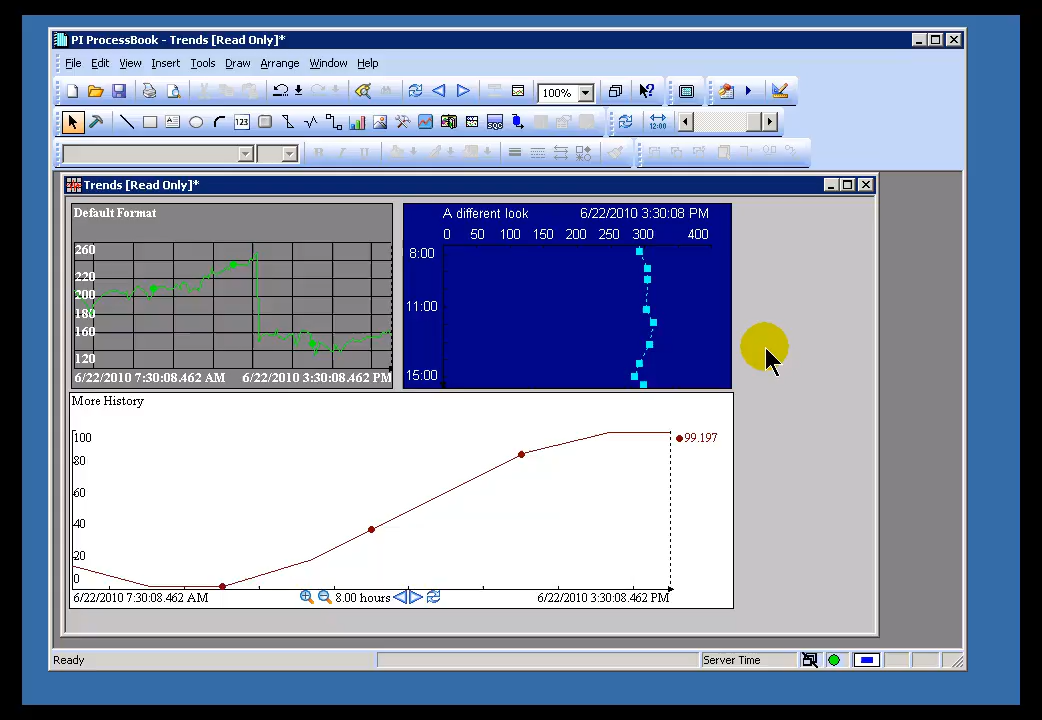 PI ProcessBook - Trends [Read Only]*
File Edit View Insert Tools Draw Arrange Window Help
100%
123
SQC
12:00
B I U
Trends [Read Only]*
Default Format
260
220
200
180
160
120
6/22/2010 7:30:08.462 AM 6/22/2010 3:30:08.462 PM
A different look 6/22/2010 3:30:08 PM
0 50 100 150 200 250 300 400
8:00
11:00
15:00
More History
100
80
60
40
20
0
99.197
6/22/2010 7:30:08.462 AM 8.00 hours 6/22/2010 3:30:08.462 PM
Ready Server Time